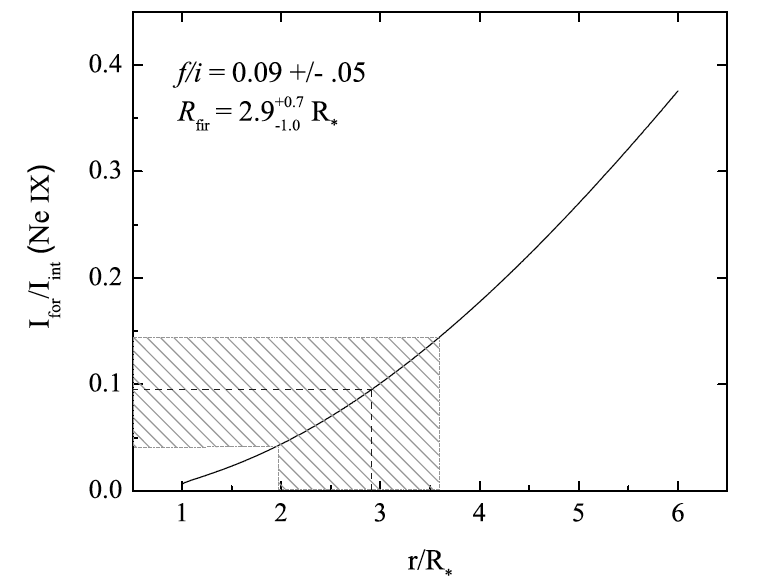 f/i = 0.09 +/- .05
R_fir = 2.9 +0.7 -1.0 R_*
0.4
0.3
0.2
0.1
0.0
I_for/I_int (Ne IX)
1 2 3 4 5 6
r/R_*